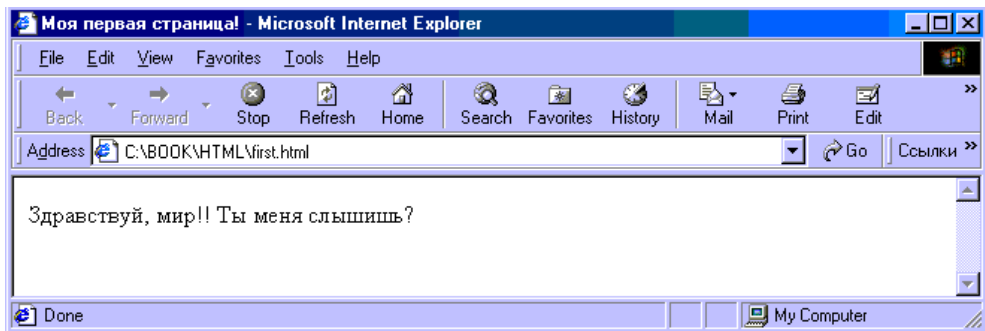 Моя первая страница! - Microsoft Internet Explorer
File Edit View Favorites Tools Help
Back Forward Stop Refresh Home Search Favorites History Mail Print Edit »
Address C:\BOOK\HTML\first.html Go Ссылки »
Здравствуй, мир!! Ты меня слышишь?
Done My Computer